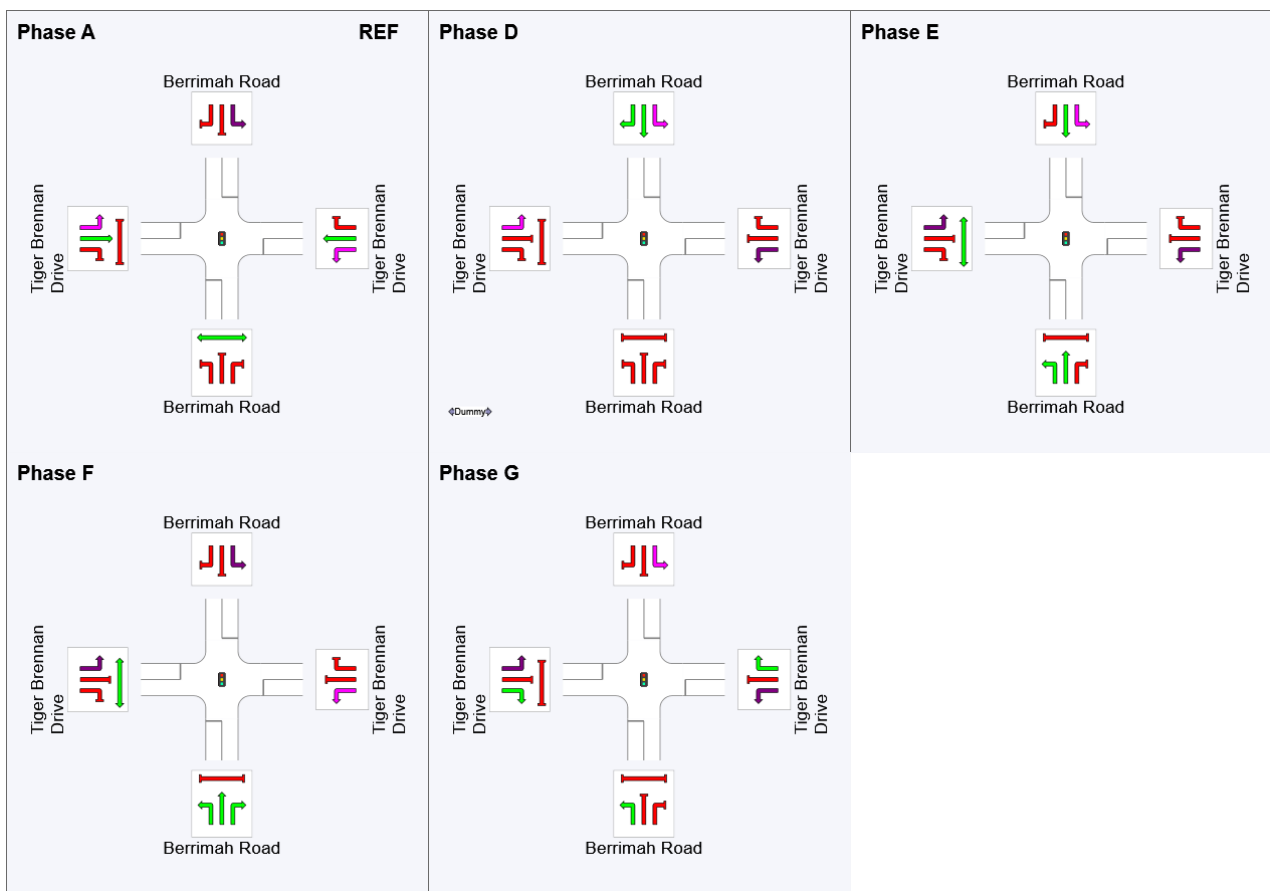 Phase A
REF
Berrimah Road
Tiger Brennan
Drive
Tiger Brennan
Drive
Berrimah Road
Phase D
Berrimah Road
Tiger Brennan
Drive
Tiger Brennan
Drive
Dummy
Berrimah Road
Phase E
Berrimah Road
Tiger Brennan
Drive
Tiger Brennan
Drive
Berrimah Road
Phase F
Berrimah Road
Tiger Brennan
Drive
Tiger Brennan
Drive
Berrimah Road
Phase G
Berrimah Road
Tiger Brennan
Drive
Tiger Brennan
Drive
Berrimah Road